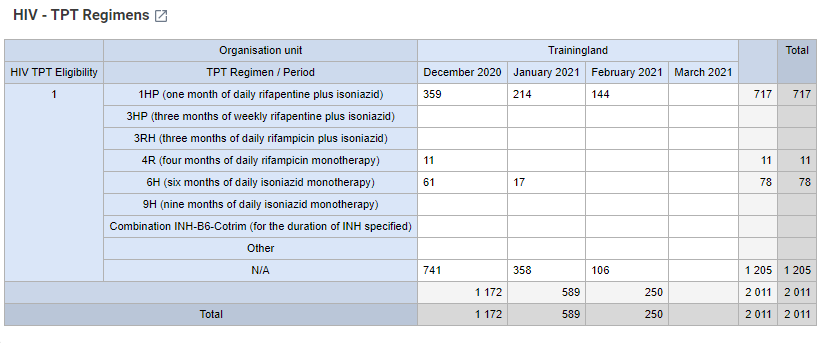 HIV - TPT Regimens
Organisation unit Trainingland Total
HIV TPT Eligibility TPT Regimen / Period December 2020 January 2021 February 2021 March 2021
1 1HP (one month of daily rifapentine plus isoniazid) 359 214 144 717 717
3HP (three months of weekly rifapentine plus isoniazid)
3RH (three months of daily rifampicin plus isoniazid)
4R (four months of daily rifampicin monotherapy) 11 11 11
6H (six months of daily isoniazid monotherapy) 61 17 78 78
9H (nine months of daily isoniazid monotherapy)
Combination INH-B6-Cotrim (for the duration of INH specified)
Other
N/A 741 358 106 1 205 1 205
1 172 589 250 2 011 2 011
Total 1 172 589 250 2 011 2 011